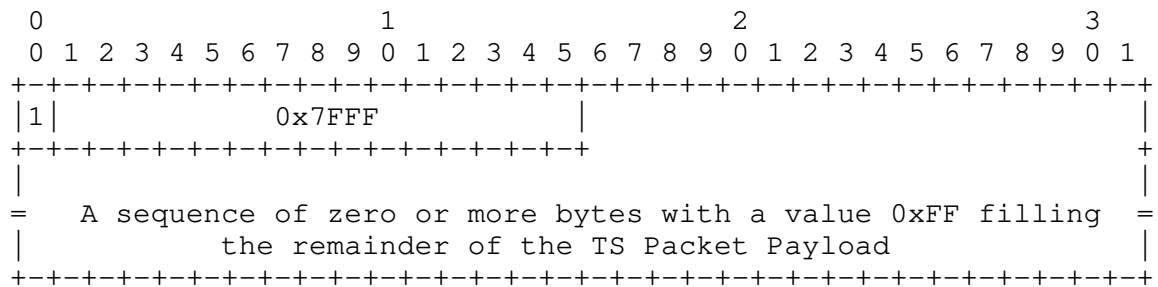 0                   1                   2                   3
 0 1 2 3 4 5 6 7 8 9 0 1 2 3 4 5 6 7 8 9 0 1 2 3 4 5 6 7 8 9 0 1
+-+-+-+-+-+-+-+-+-+-+-+-+-+-+-+-+-+-+-+-+-+-+-+-+-+-+-+-+-+-+-+-+
|1|            0x7FFF           |                               |
+-+-+-+-+-+-+-+-+-+-+-+-+-+-+-+-+                               +
|                                                               |
=   A sequence of zero or more bytes with a value 0xFF filling  =
|           the remainder of the TS Packet Payload              |
+-+-+-+-+-+-+-+-+-+-+-+-+-+-+-+-+-+-+-+-+-+-+-+-+-+-+-+-+-+-+-+-+